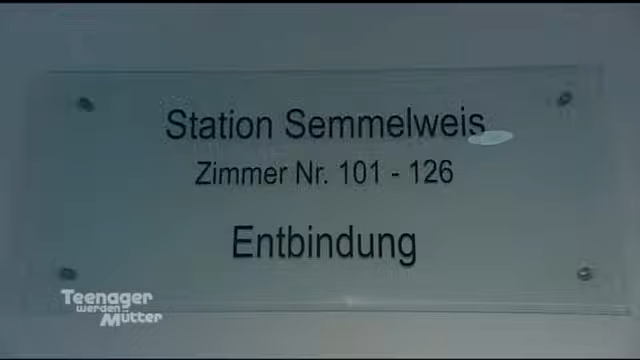 Station Semmelweis
Zimmer Nr. 101 - 126
Entbindung
Teenager
werden
Mütter